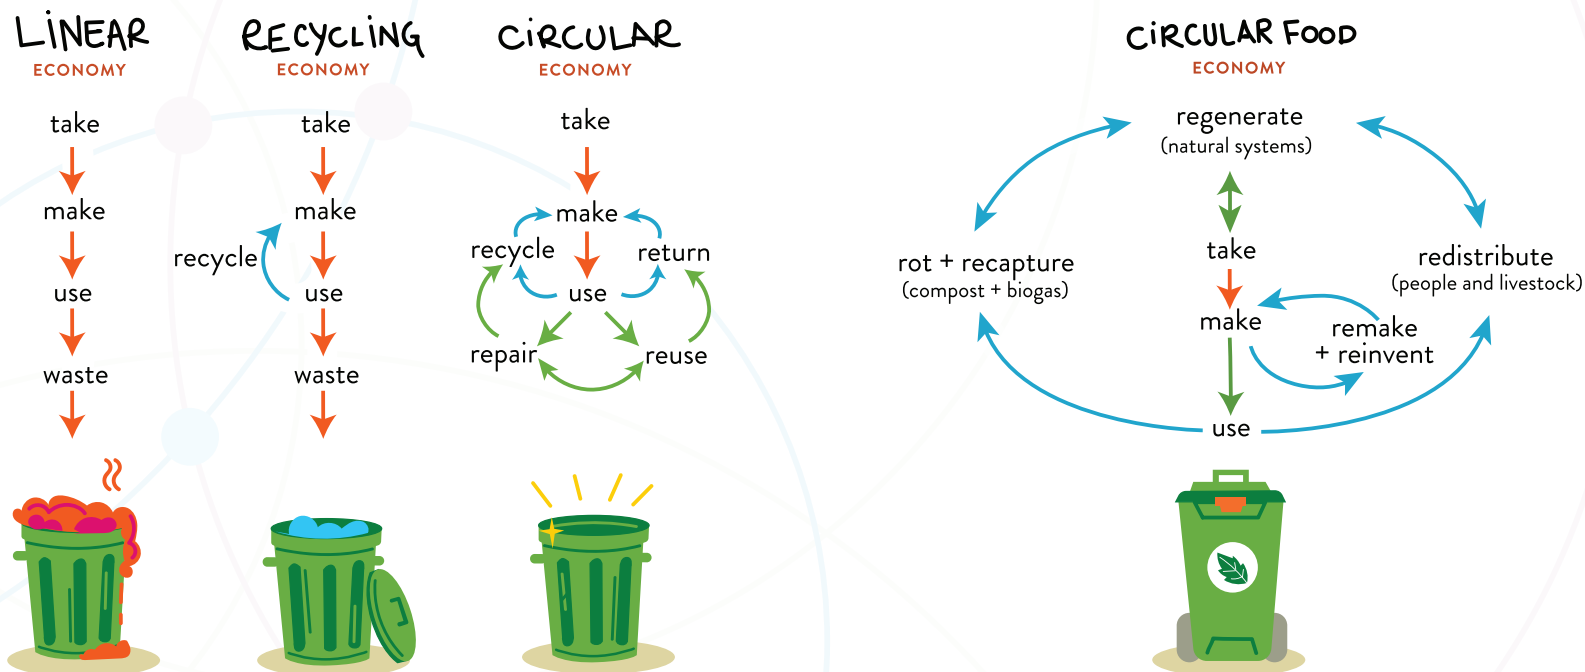 LINEAR
ECONOMY
take
make
use
waste
RECYCLING
ECONOMY
take
make
recycle
use
waste
CIRCULAR
ECONOMY
take
make
recycle
return
use
repair
reuse
CIRCULAR FOOD
ECONOMY
regenerate
(natural systems)
take
rot + recapture
(compost + biogas)
redistribute
(people and livestock)
make
remake
+ reinvent
use